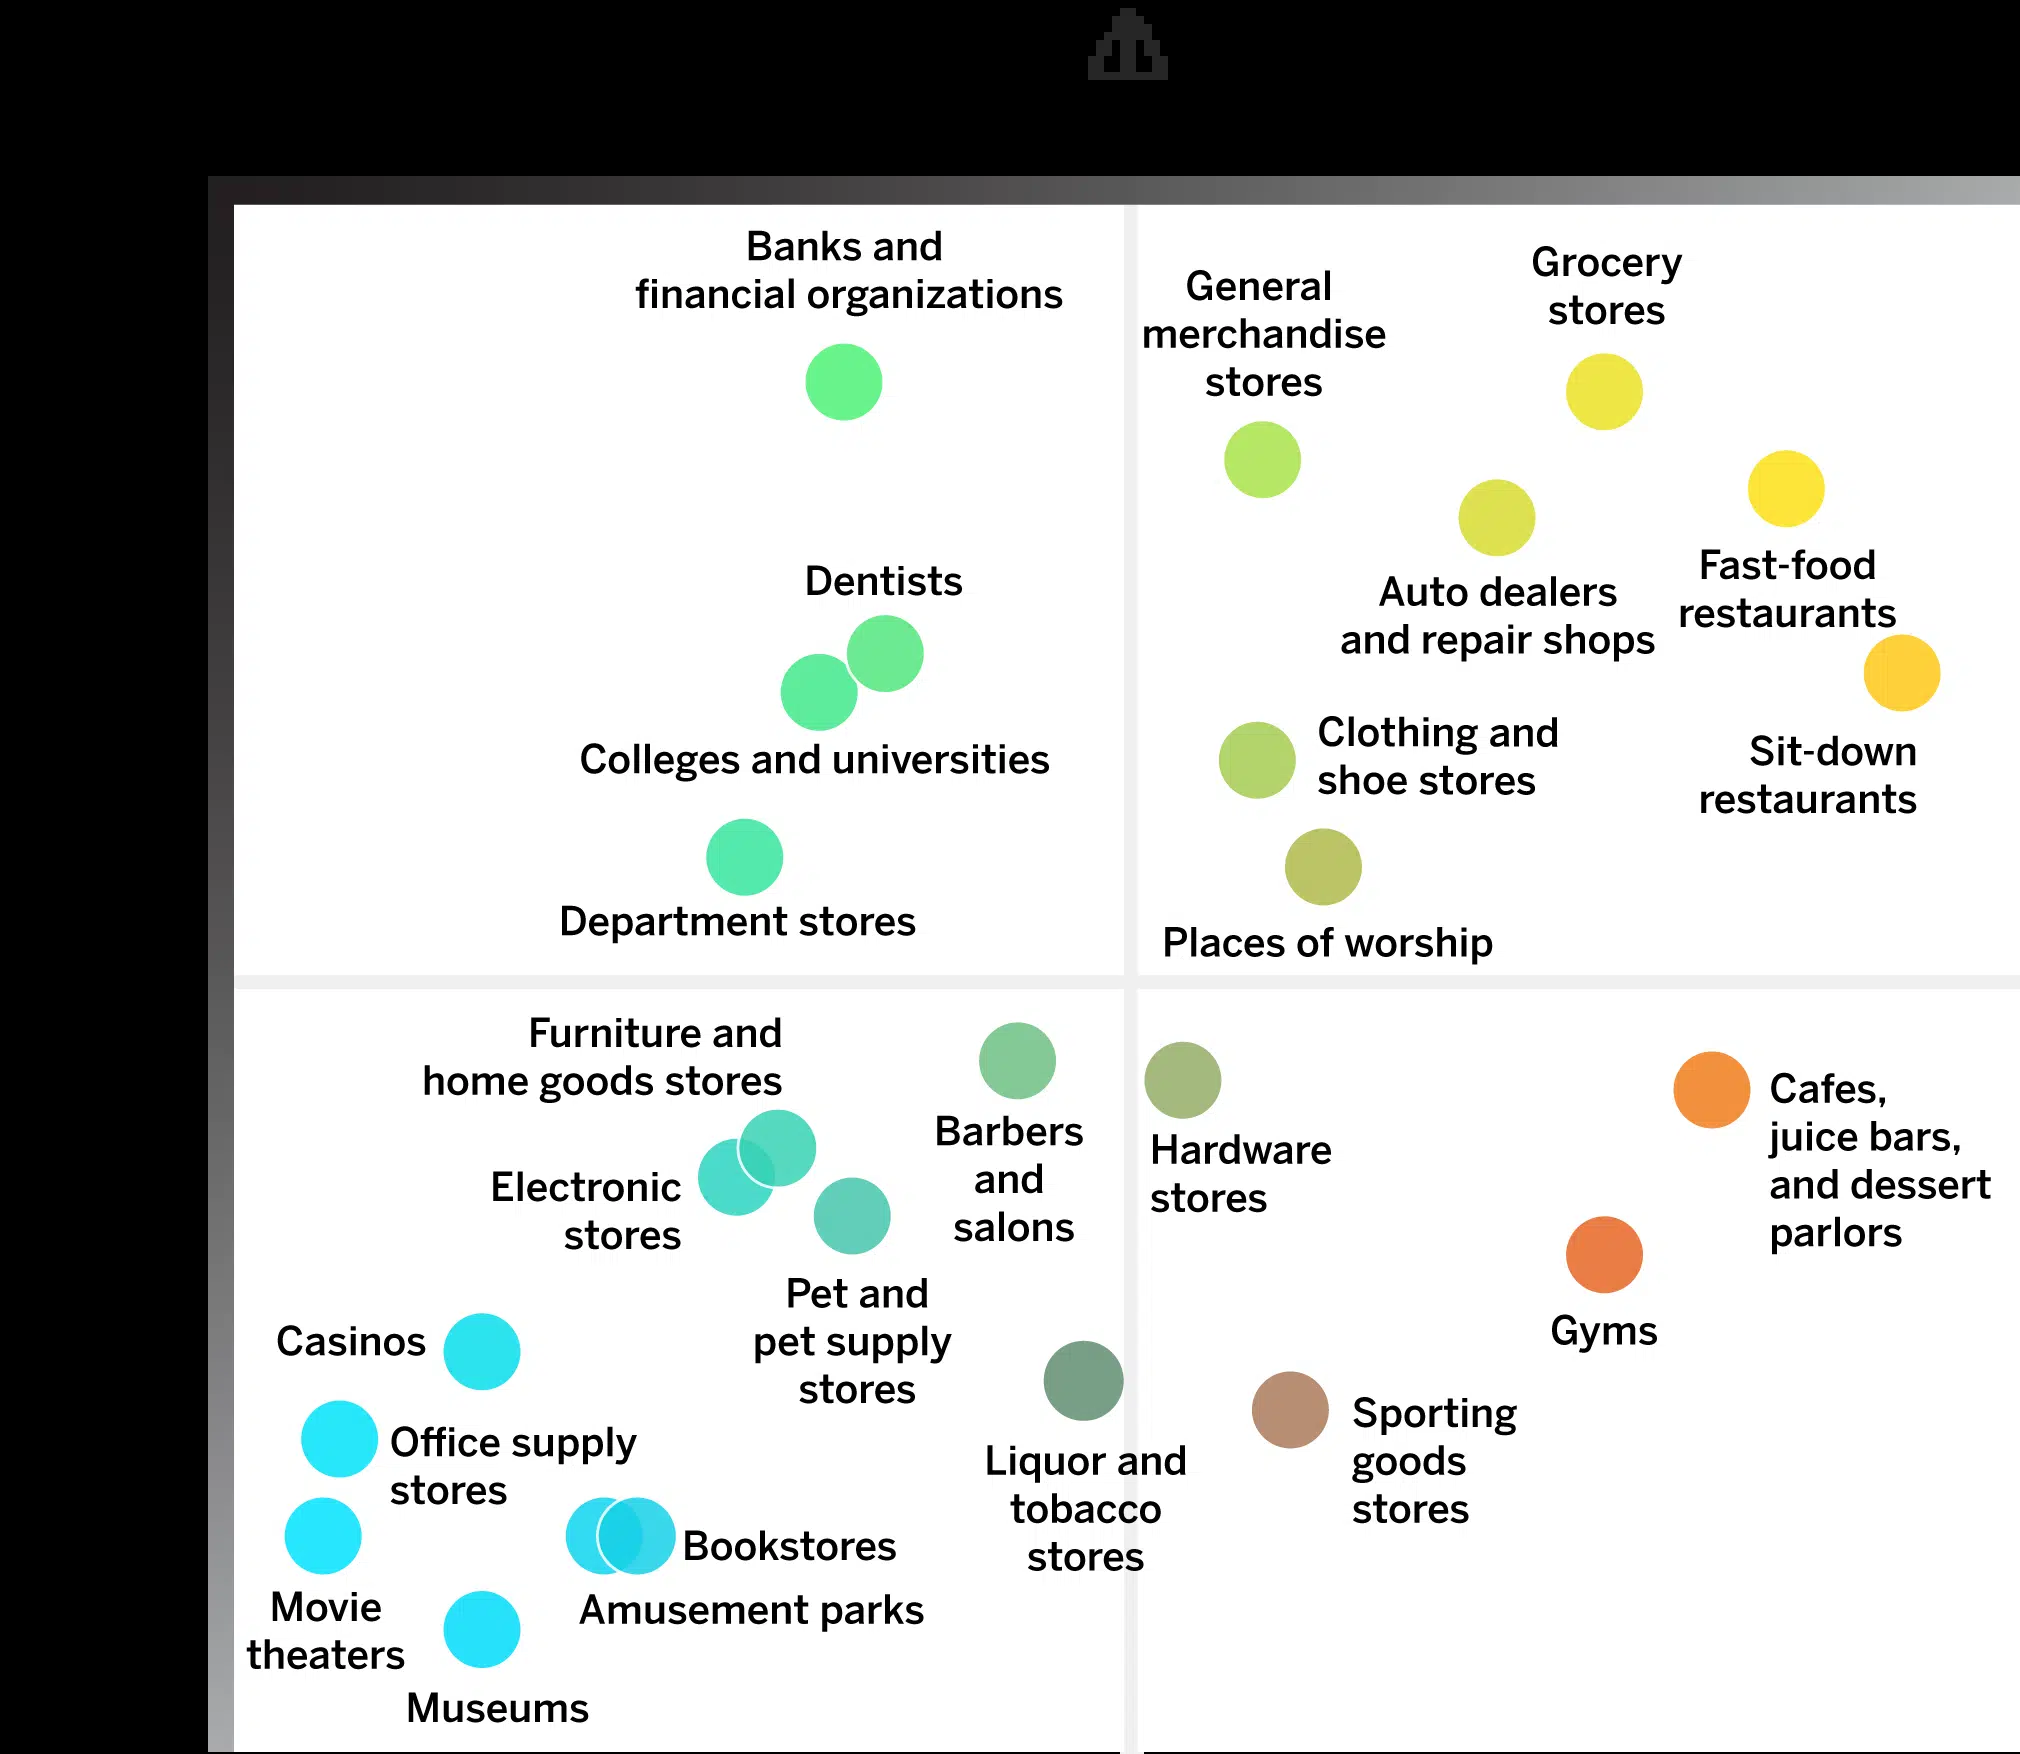 Banks and
financial organizations
General
merchandise
stores
Grocery
stores
Dentists
Auto dealers
and repair shops
Fast-food
restaurants
Colleges and universities
Clothing and
shoe stores
Sit-down
restaurants
Department stores
Places of worship
Furniture and
home goods stores
Electronic
stores
Barbers
and
salons
Hardware
stores
Cafes,
juice bars,
and dessert
parlors
Pet and
pet supply
stores
Gyms
Casinos
Office supply
stores
Liquor and
tobacco
stores
Sporting
goods
stores
Bookstores
Amusement parks
Movie
theaters
Museums